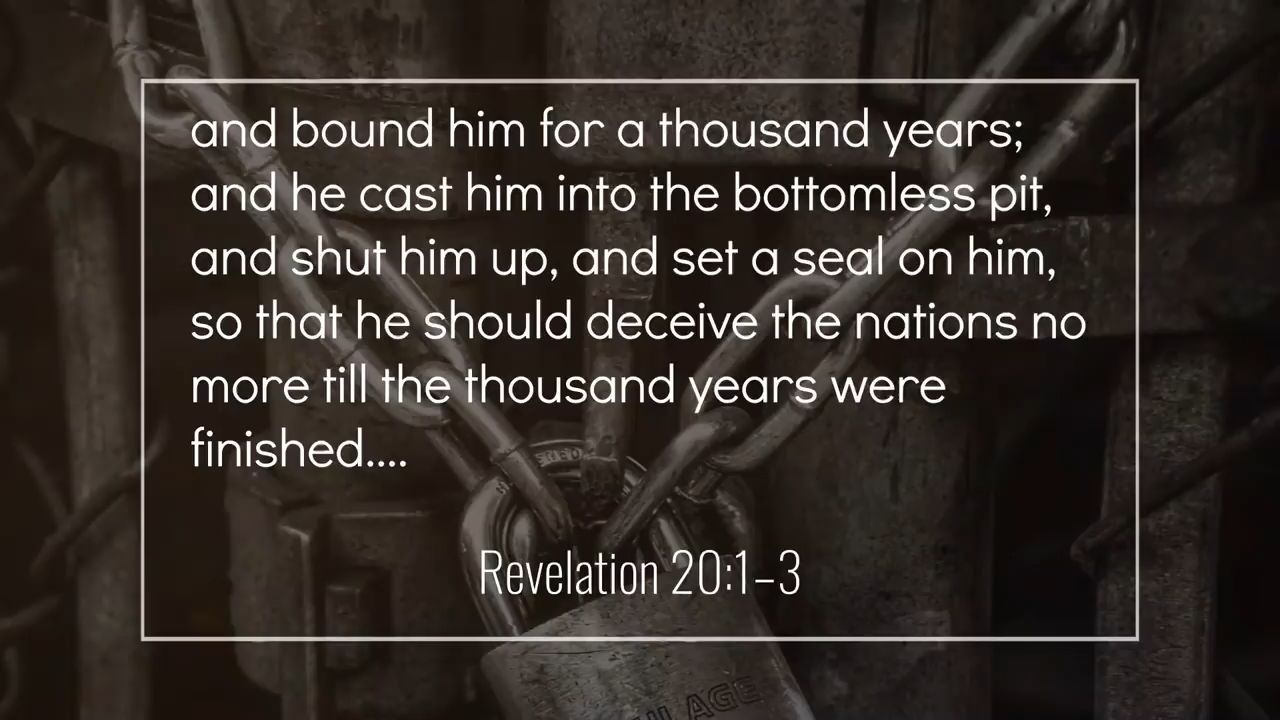 and bound him for a thousand years;
and he cast him into the bottomless pit,
and shut him up, and set a seal on him,
so that he should deceive the nations no
more till the thousand years were
finished....
Revelation 20:1–3